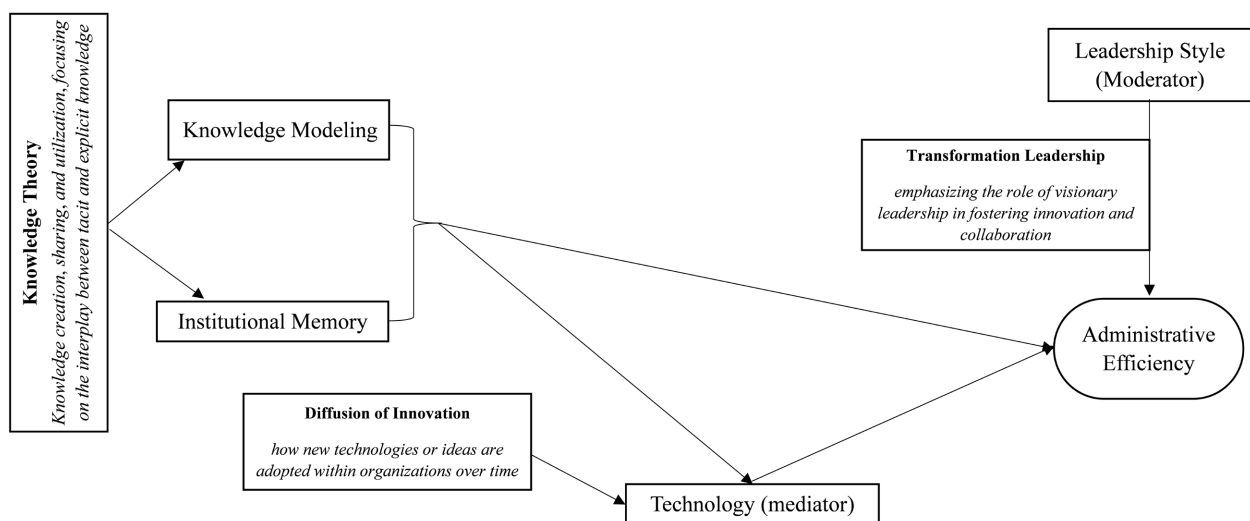 Knowledge Theory
Knowledge creation, sharing, and utilization, focusing
on the interplay between tacit and explicit knowledge
Knowledge Modeling
Institutional Memory
Diffusion of Innovation
how new technologies or ideas are
adopted within organizations over time
Technology (mediator)
Leadership Style
(Moderator)
Transformation Leadership
emphasizing the role of visionary
leadership in fostering innovation and
collaboration
Administrative
Efficiency